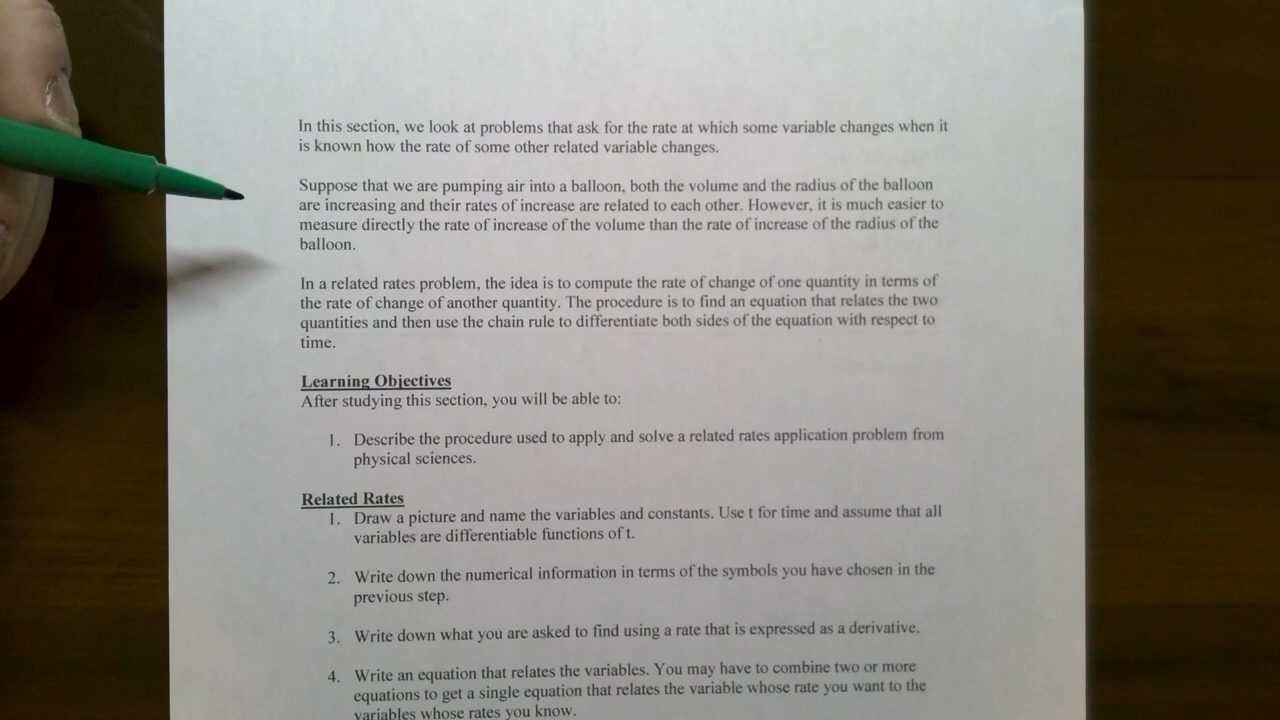 In this section, we look at problems that ask for the rate at which some variable changes when it
is known how the rate of some other related variable changes.
Suppose that we are pumping air into a balloon, both the volume and the radius of the balloon
are increasing and their rates of increase are related to each other. However, it is much easier to
measure directly the rate of increase of the volume than the rate of increase of the radius of the
balloon.
In a related rates problem, the idea is to compute the rate of change of one quantity in terms of
the rate of change of another quantity. The procedure is to find an equation that relates the two
quantities and then use the chain rule to differentiate both sides of the equation with respect to
time.
Learning Objectives
After studying this section, you will be able to:
1. Describe the procedure used to apply and solve a related rates application problem from
physical sciences.
Related Rates
1. Draw a picture and name the variables and constants. Use t for time and assume that all
variables are differentiable functions of t.
2. Write down the numerical information in terms of the symbols you have chosen in the
previous step.
3. Write down what you are asked to find using a rate that is expressed as a derivative.
4. Write an equation that relates the variables. You may have to combine two or more
equations to get a single equation that relates the variable whose rate you want to the
variables whose rates you know.